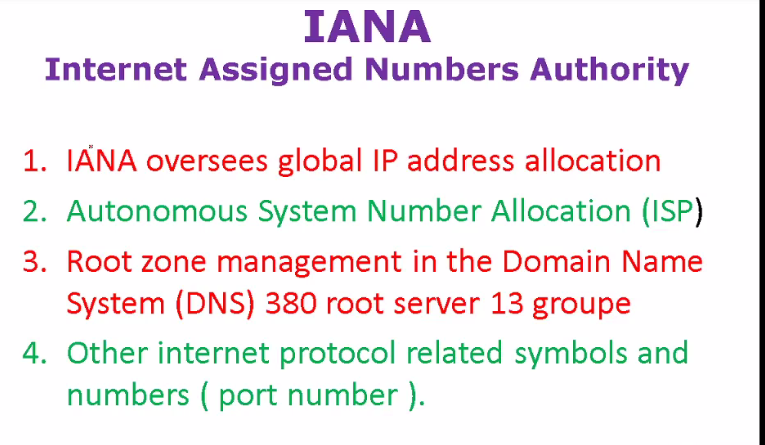 IANA
Internet Assigned Numbers Authority
1. IANA oversees global IP address allocation
2. Autonomous System Number Allocation (ISP)
3. Root zone management in the Domain Name
System (DNS) 380 root server 13 groupe
4. Other internet protocol related symbols and
numbers ( port number ).